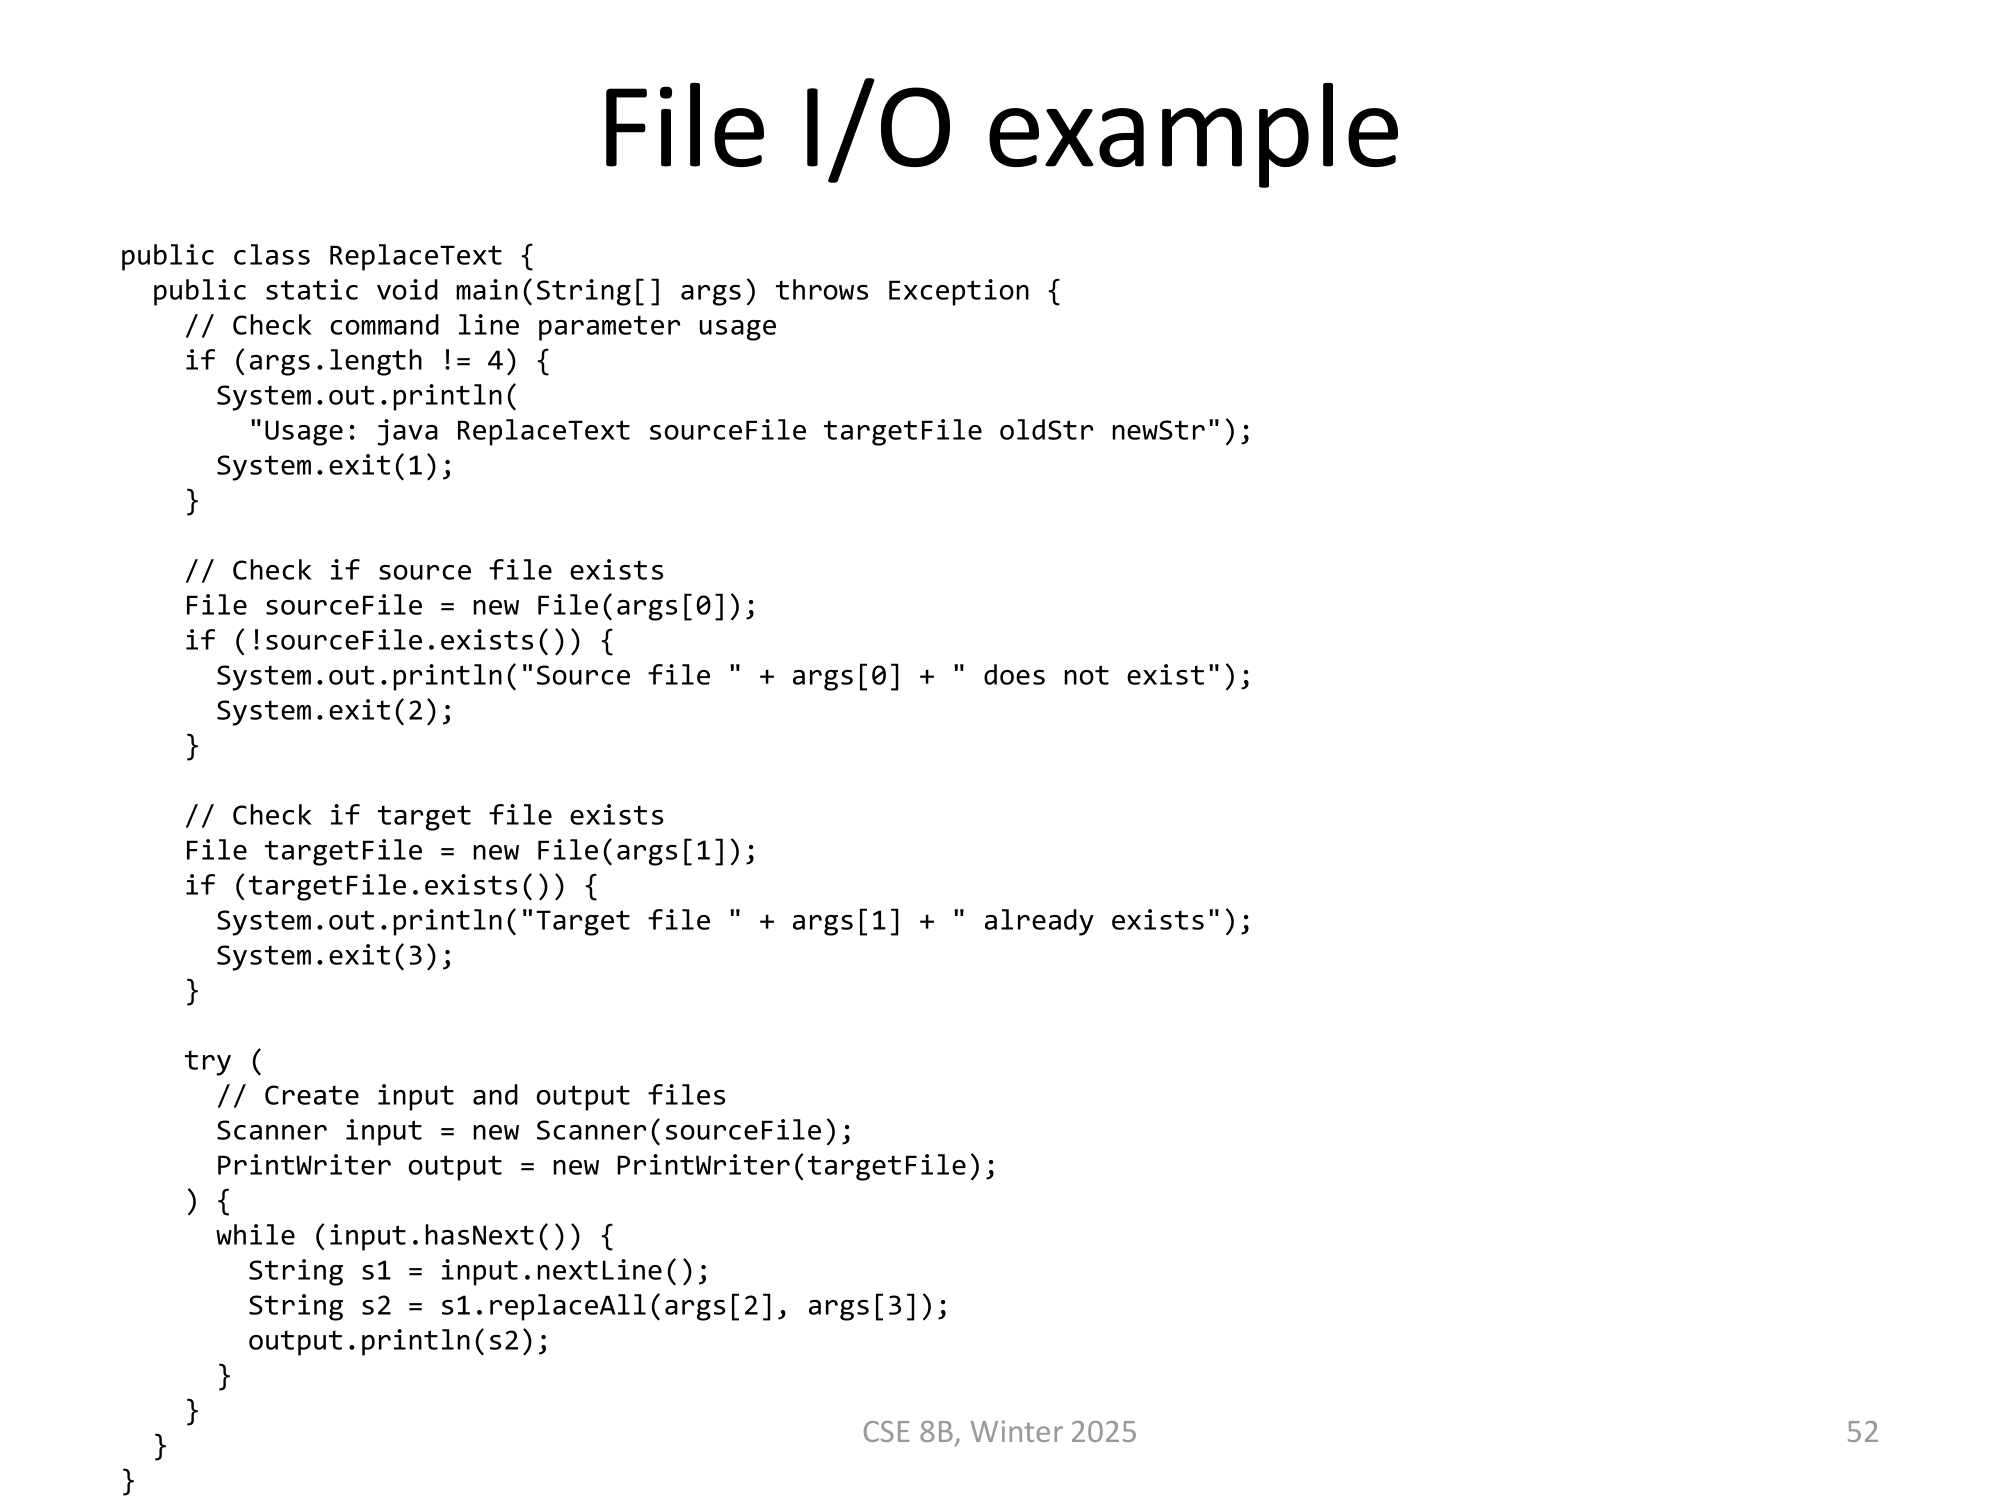 File I/O example
public class ReplaceText {
  public static void main(String[] args) throws Exception {
    // Check command line parameter usage
    if (args.length != 4) {
      System.out.println(
        "Usage: java ReplaceText sourceFile targetFile oldStr newStr");
      System.exit(1);
    }

    // Check if source file exists
    File sourceFile = new File(args[0]);
    if (!sourceFile.exists()) {
      System.out.println("Source file " + args[0] + " does not exist");
      System.exit(2);
    }

    // Check if target file exists
    File targetFile = new File(args[1]);
    if (targetFile.exists()) {
      System.out.println("Target file " + args[1] + " already exists");
      System.exit(3);
    }

    try (
      // Create input and output files
      Scanner input = new Scanner(sourceFile);
      PrintWriter output = new PrintWriter(targetFile);
    ) {
      while (input.hasNext()) {
        String s1 = input.nextLine();
        String s2 = s1.replaceAll(args[2], args[3]);
        output.println(s2);
      }
    }
  }
}
CSE 8B, Winter 2025
52